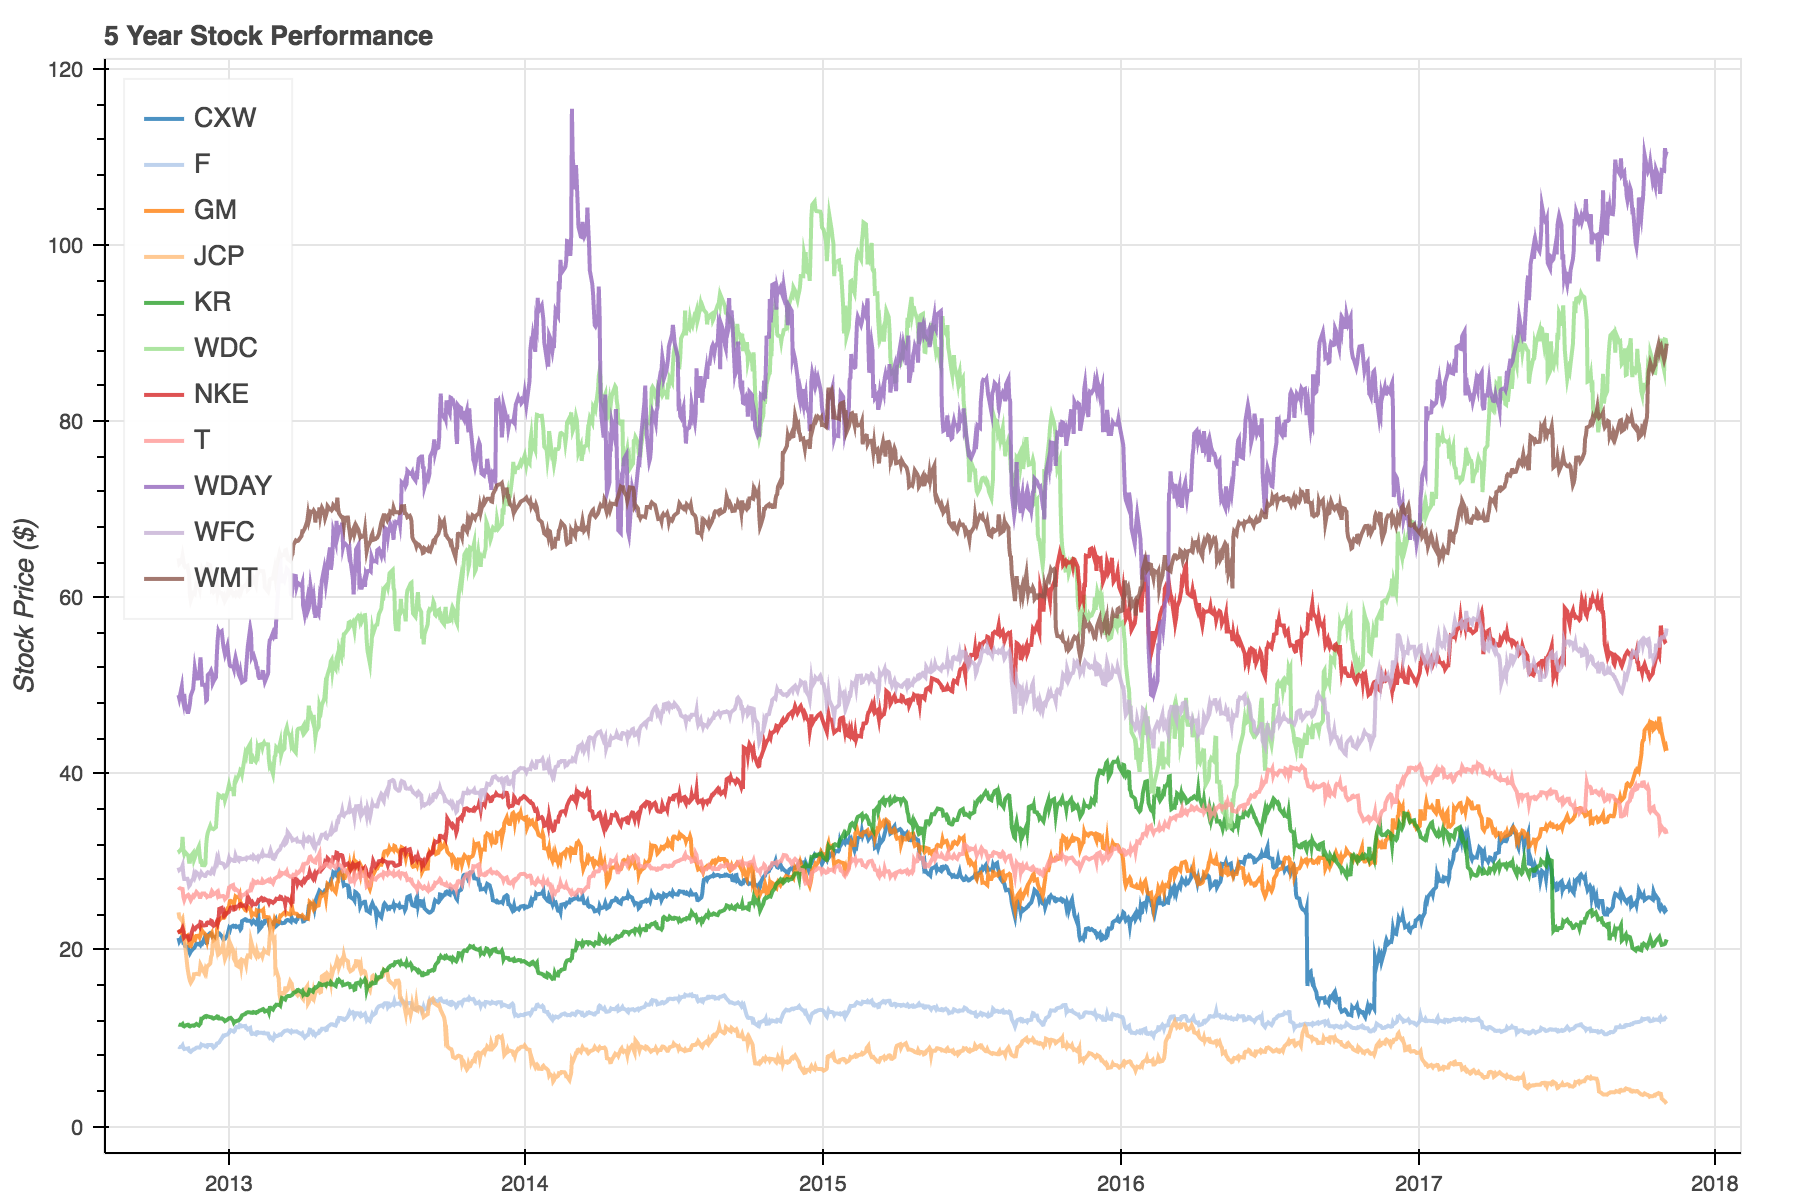 5 Year Stock Performance
120
100
80
60
40
20
0
Stock Price ($)
CXW
F
GM
JCP
KR
WDC
NKE
T
WDAY
WFC
WMT
2013
2014
2015
2016
2017
2018